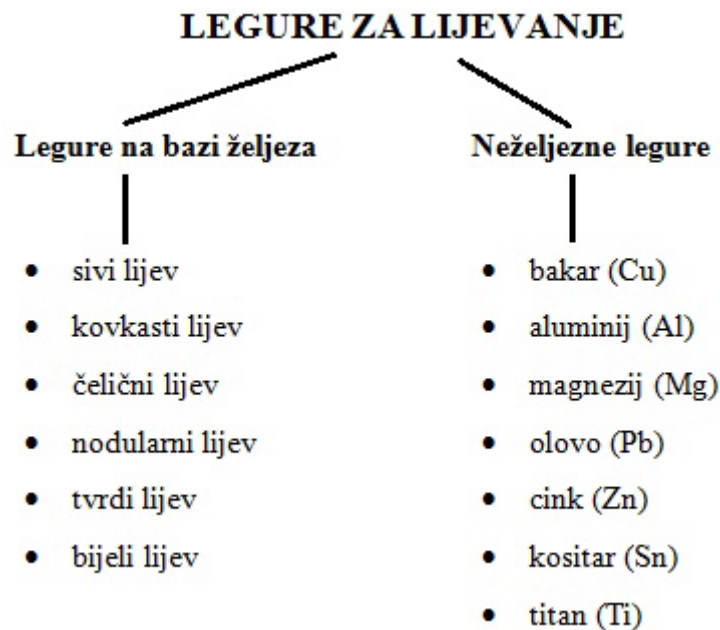 LEGURE ZA LIJEVANJE
Legure na bazi željeza
• sivi lijev
• kovkasti lijev
• čelični lijev
• nodularni lijev
• tvrdi lijev
• bijeli lijev
Neželjezne legure
• bakar (Cu)
• aluminij (Al)
• magnezij (Mg)
• olovo (Pb)
• cink (Zn)
• kositar (Sn)
• titan (Ti)